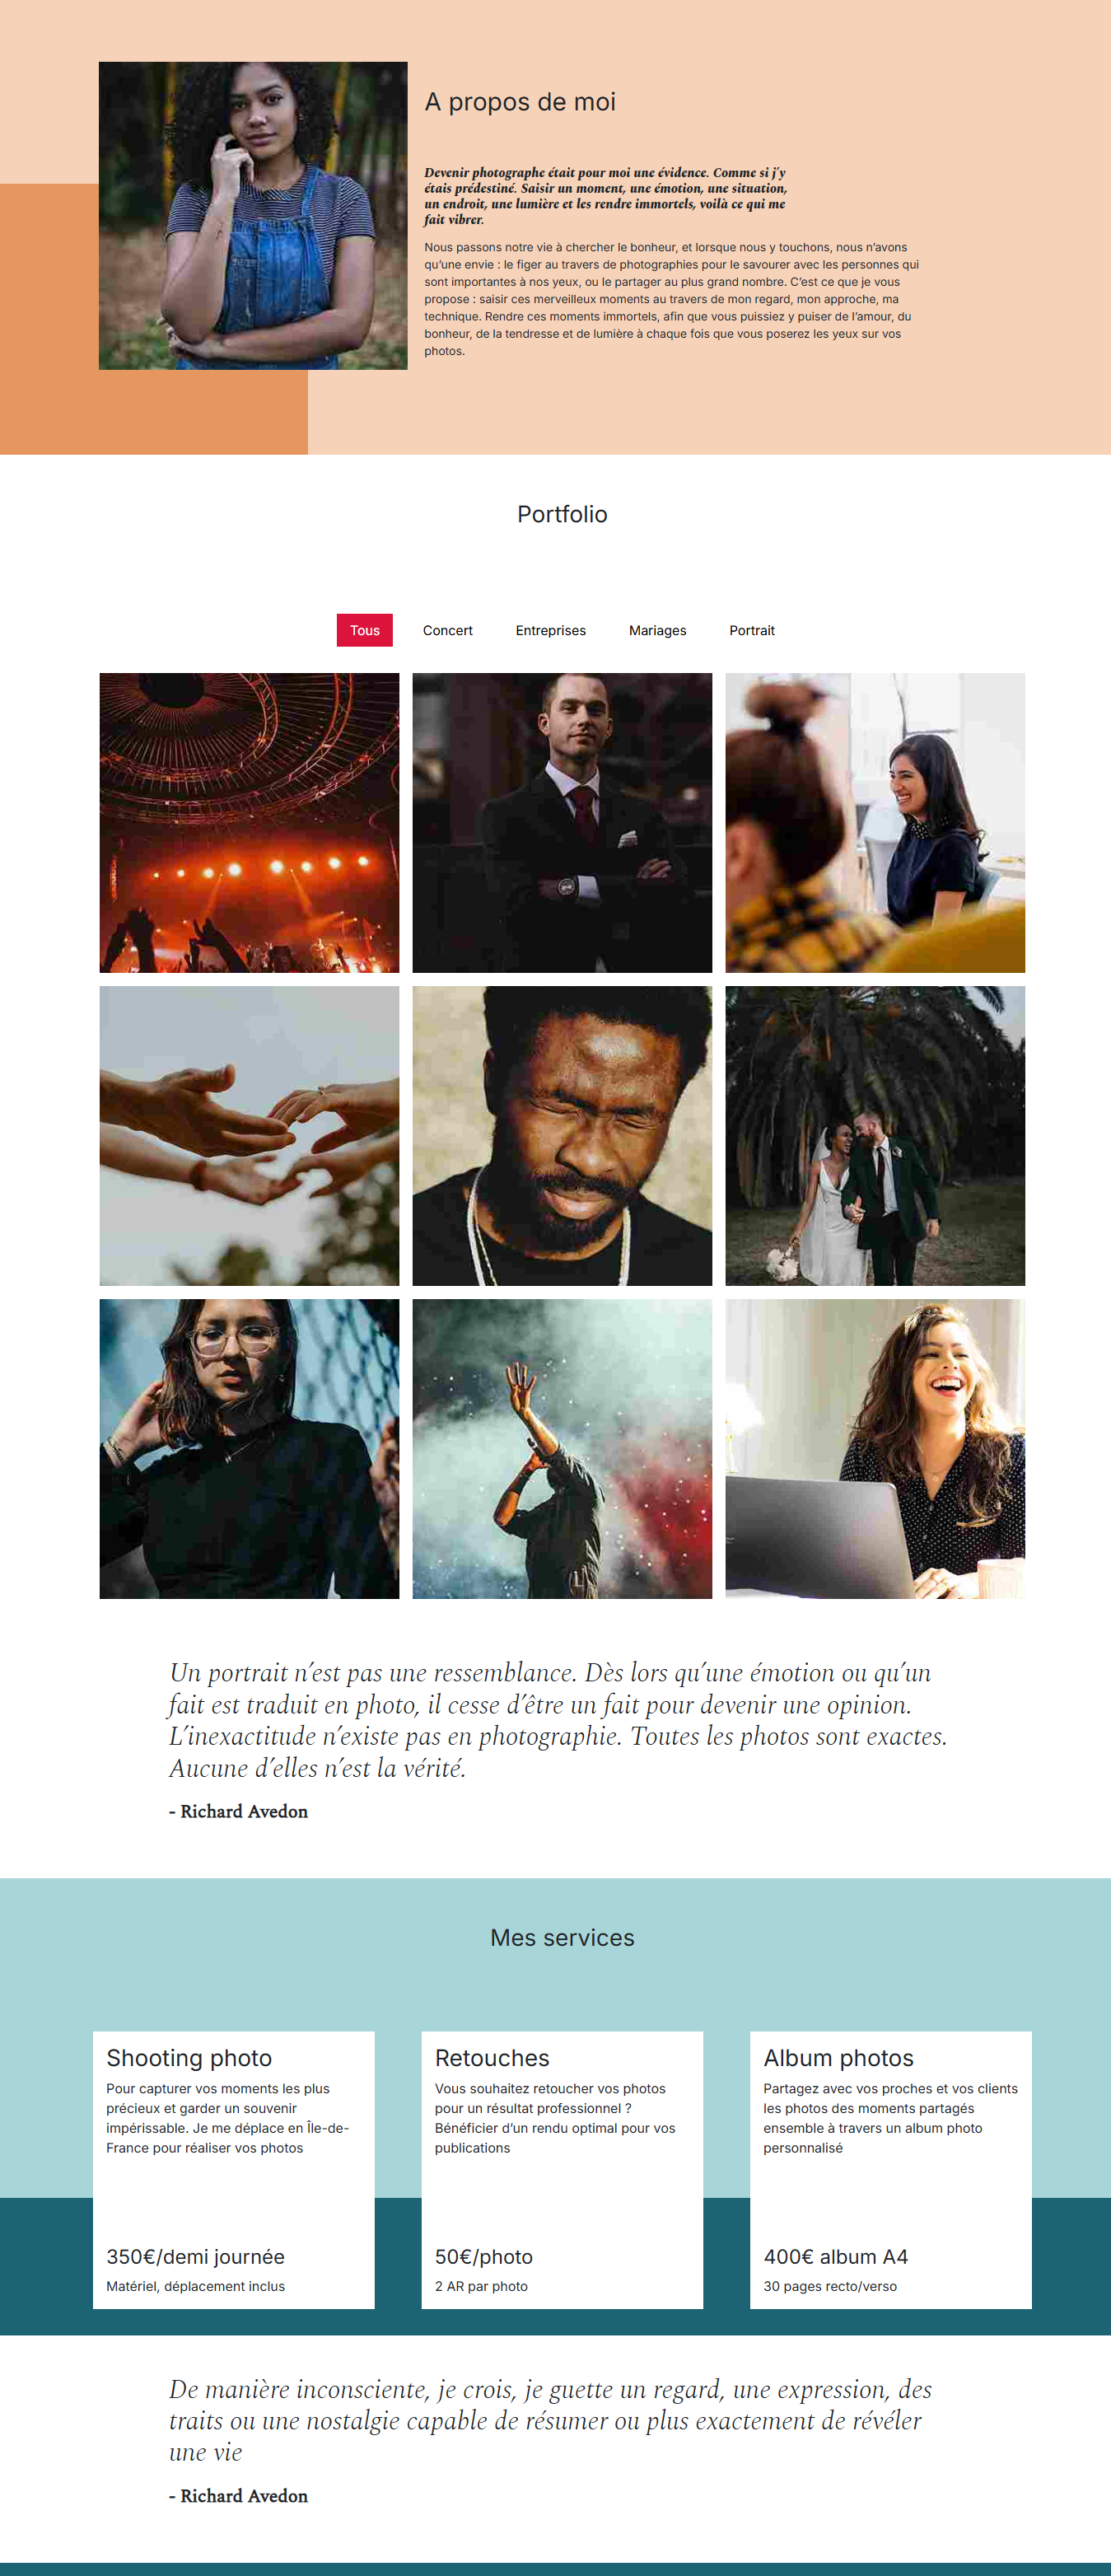 A propos de moi
Devenir photographe était pour moi une évidence. Comme si j'y
étais prédestiné. Saisir un moment, une émotion, une situation,
un endroit, une lumière et les rendre immortels, voilà ce qui me
fait vibrer.
Nous passons notre vie à chercher le bonheur, et lorsque nous y touchons, nous n'avons
qu'une envie : le figer au travers de photographies pour le savourer avec les personnes qui
sont importantes à nos yeux, ou le partager au plus grand nombre. C'est ce que je vous
propose : saisir ces merveilleux moments au travers de mon regard, mon approche, ma
technique. Rendre ces moments immortels, afin que vous puissiez y puiser de l'amour, du
bonheur, de la tendresse et de lumière à chaque fois que vous poserez les yeux sur vos
photos.
Portfolio
Tous Concert Entreprises Mariages Portrait
Un portrait n'est pas une ressemblance. Dès lors qu'une émotion ou qu'un
fait est traduit en photo, il cesse d'être un fait pour devenir une opinion.
L'inexactitude n'existe pas en photographie. Toutes les photos sont exactes.
Aucune d'elles n'est la vérité.
- Richard Avedon
Mes services
Shooting photo
Pour capturer vos moments les plus
précieux et garder un souvenir
impérissable. Je me déplace en Île-de-
France pour réaliser vos photos
350€/demi journée
Matériel, déplacement inclus
Retouches
Vous souhaitez retoucher vos photos
pour un résultat professionnel ?
Bénéficier d'un rendu optimal pour vos
publications
50€/photo
2 AR par photo
Album photos
Partagez avec vos proches et vos clients
les photos des moments partagés
ensemble à travers un album photo
personnalisé
400€ album A4
30 pages recto/verso
De manière inconsciente, je crois, je guette un regard, une expression, des
traits ou une nostalgie capable de résumer ou plus exactement de révéler
une vie
- Richard Avedon